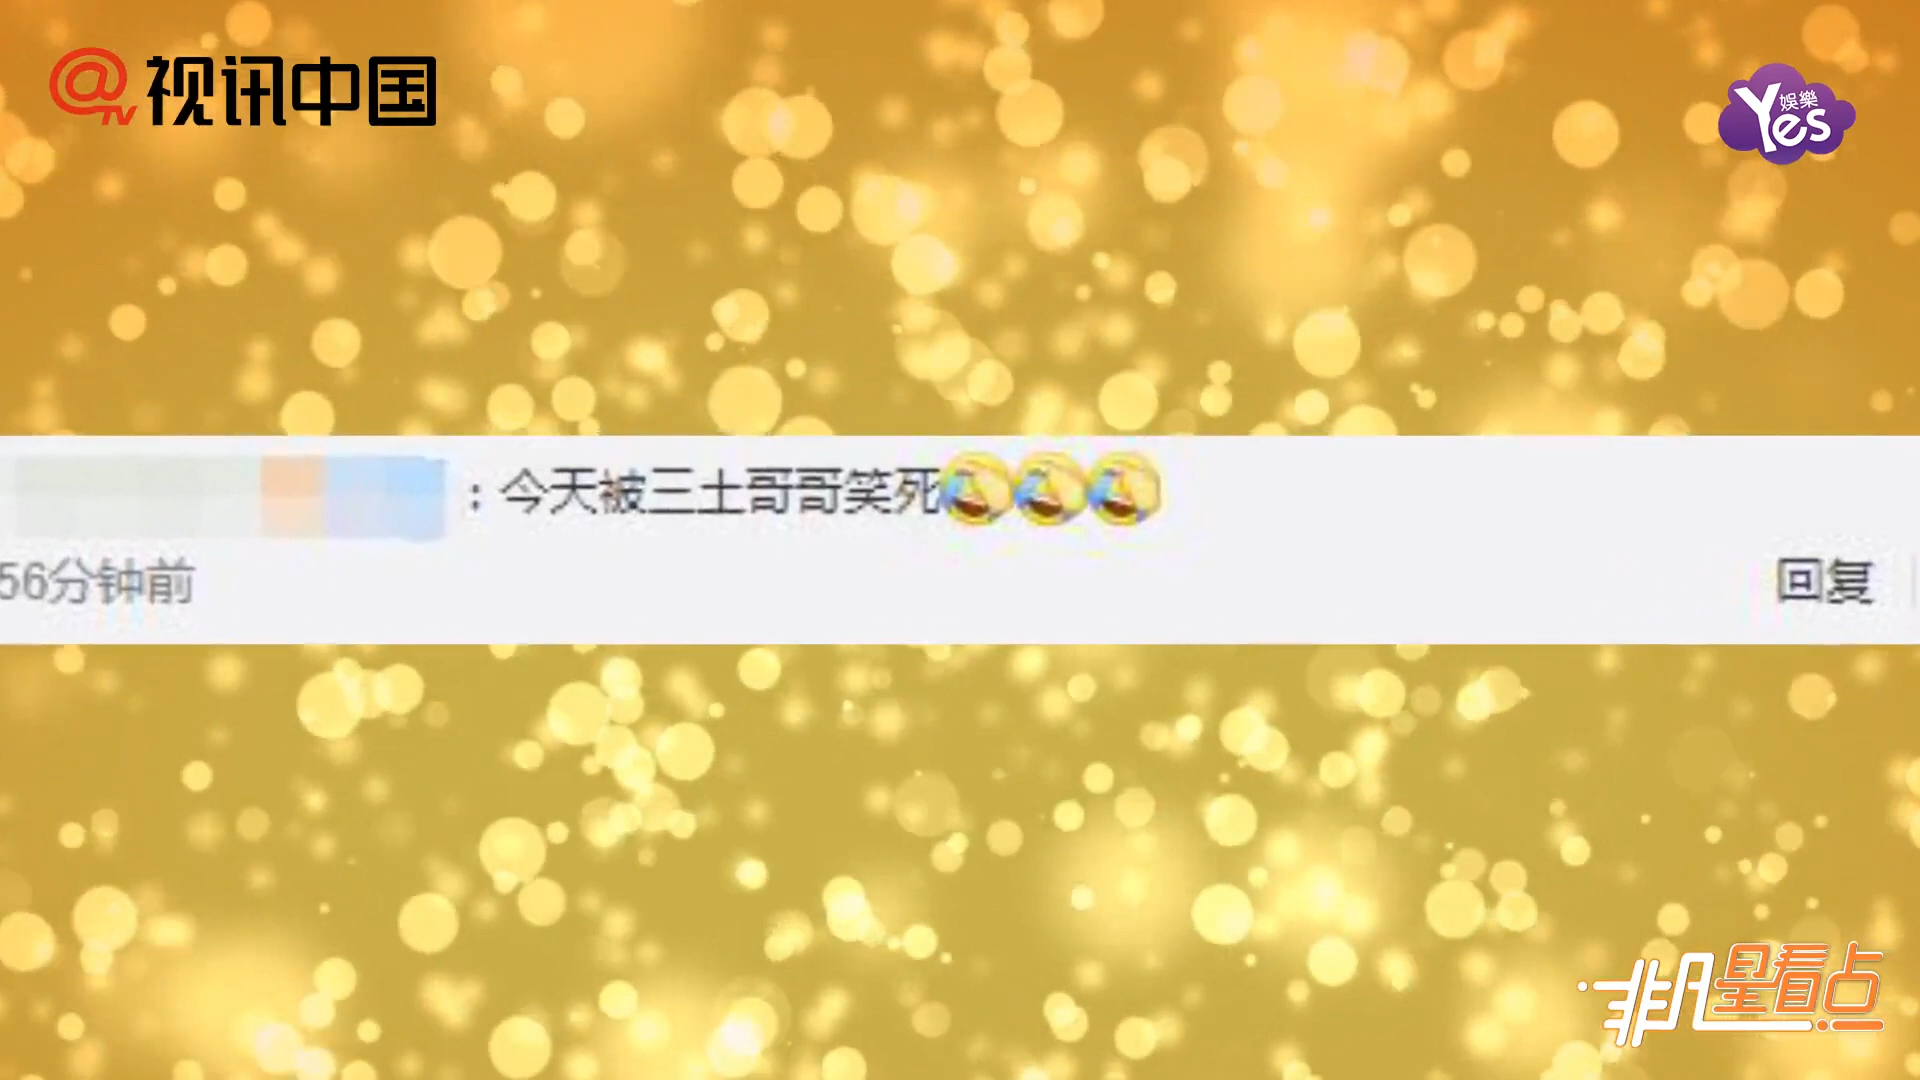 @TV 视讯中国
Yes 娱樂
：今天被三土哥哥笑死
56分钟前
回复
非凡星看点